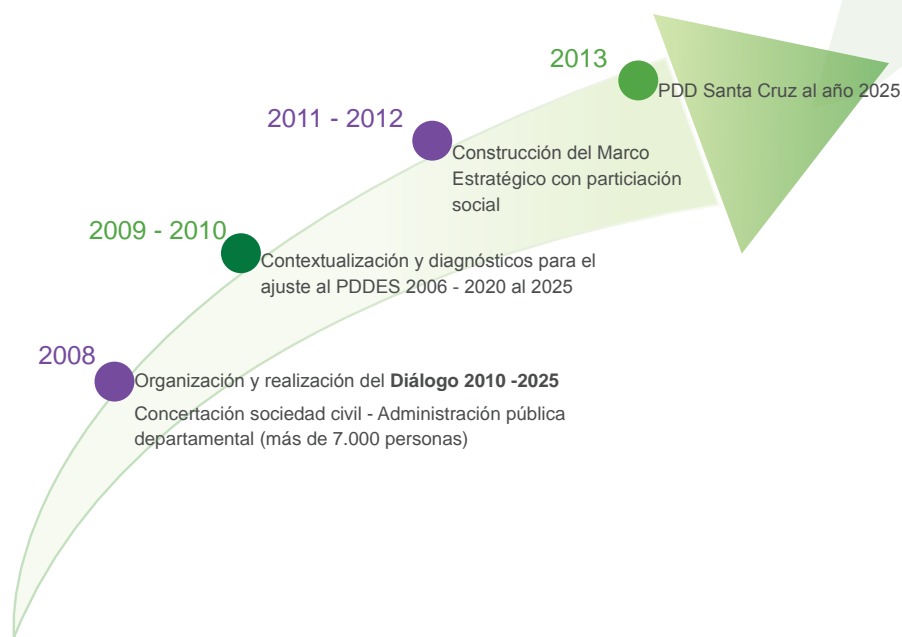 2013
PDD Santa Cruz al año 2025
2011 - 2012
Construcción del Marco
Estratégico con particiación
social
2009 - 2010
Contextualización y diagnósticos para el
ajuste al PDDES 2006 - 2020 al 2025
2008
Organización y realización del Diálogo 2010 -2025
Concertación sociedad civil - Administración pública
departamental (más de 7.000 personas)